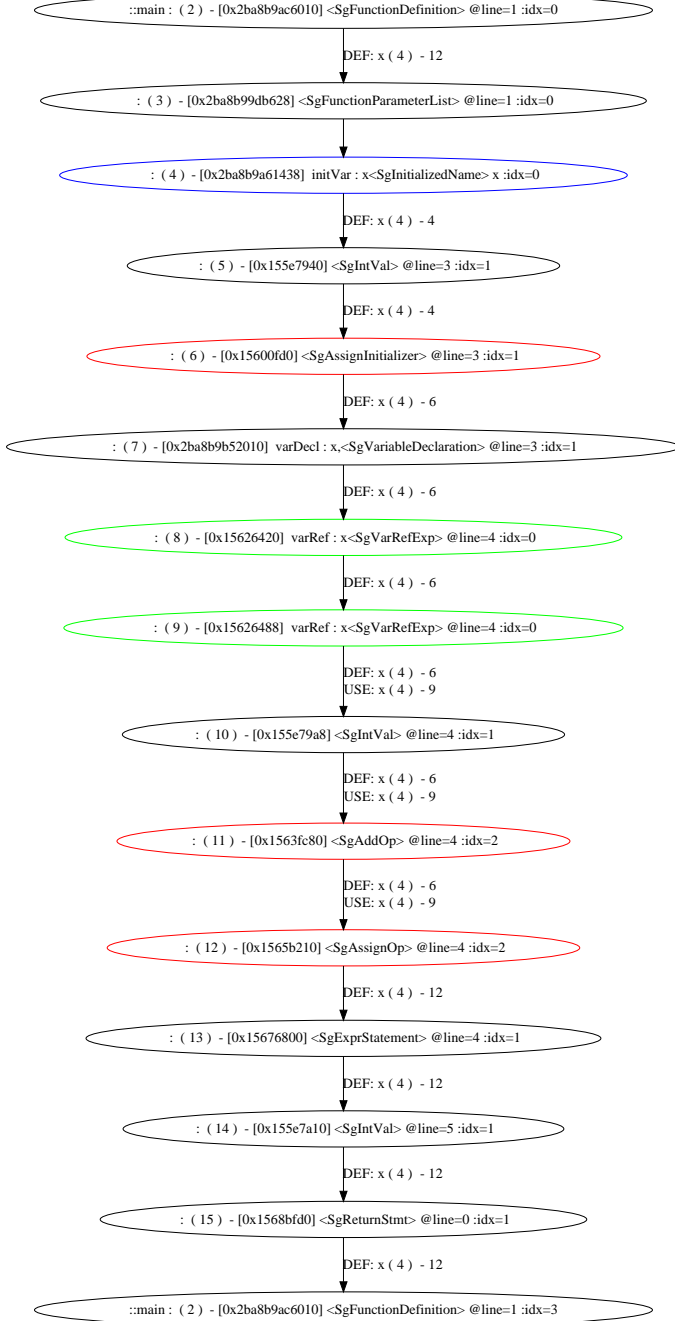 ::main : ( 2 ) - [0x2ba8b9ac6010] <SgFunctionDefinition> @line=1 :idx=0
DEF: x ( 4 ) - 12
: ( 3 ) - [0x2ba8b99db628] <SgFunctionParameterList> @line=1 :idx=0
: ( 4 ) - [0x2ba8b9a61438] initVar : x<SgInitializedName> x :idx=0
DEF: x ( 4 ) - 4
: ( 5 ) - [0x155e7940] <SgIntVal> @line=3 :idx=1
DEF: x ( 4 ) - 4
: ( 6 ) - [0x15600fd0] <SgAssignInitializer> @line=3 :idx=1
DEF: x ( 4 ) - 6
: ( 7 ) - [0x2ba8b9b52010] varDecl : x,<SgVariableDeclaration> @line=3 :idx=1
DEF: x ( 4 ) - 6
: ( 8 ) - [0x15626420] varRef : x<SgVarRefExp> @line=4 :idx=0
DEF: x ( 4 ) - 6
: ( 9 ) - [0x15626488] varRef : x<SgVarRefExp> @line=4 :idx=0
DEF: x ( 4 ) - 6
USE: x ( 4 ) - 9
: ( 10 ) - [0x155e79a8] <SgIntVal> @line=4 :idx=1
DEF: x ( 4 ) - 6
USE: x ( 4 ) - 9
: ( 11 ) - [0x1563fc80] <SgAddOp> @line=4 :idx=2
DEF: x ( 4 ) - 6
USE: x ( 4 ) - 9
: ( 12 ) - [0x1565b210] <SgAssignOp> @line=4 :idx=2
DEF: x ( 4 ) - 12
: ( 13 ) - [0x15676800] <SgExprStatement> @line=4 :idx=1
DEF: x ( 4 ) - 12
: ( 14 ) - [0x155e7a10] <SgIntVal> @line=5 :idx=1
DEF: x ( 4 ) - 12
: ( 15 ) - [0x1568bfd0] <SgReturnStmt> @line=0 :idx=1
DEF: x ( 4 ) - 12
::main : ( 2 ) - [0x2ba8b9ac6010] <SgFunctionDefinition> @line=1 :idx=3